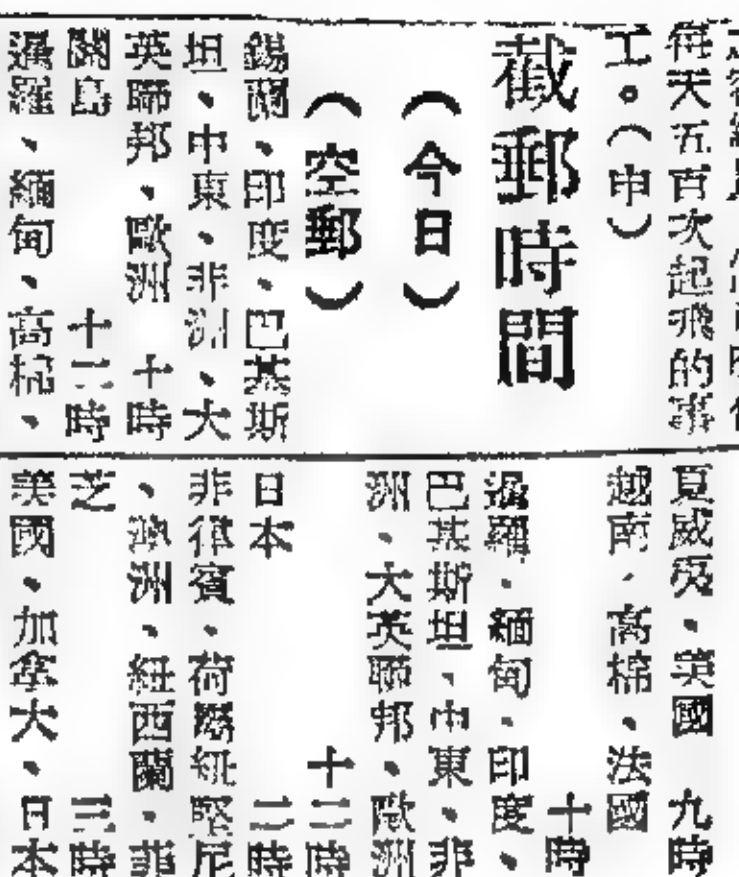 每天五百次起飛的事
工。（申）
截郵時間
（今日）
（空郵）
錫蘭、印度、巴基斯
坦、中東、非洲、大
英聯邦、歐洲　十時
關島　十二時
暹羅、緬甸、高棉、
夏威夷、美國　九時
越南、高棉、法國
十時
暹羅、緬甸、印度、
巴基斯坦、中東、非
洲、大英聯邦、歐洲
十二時
日本　二時
非律賓、荷屬紐堅尼
、澳洲、紐西蘭、菲
芝　三時
美國、加拿大、日本